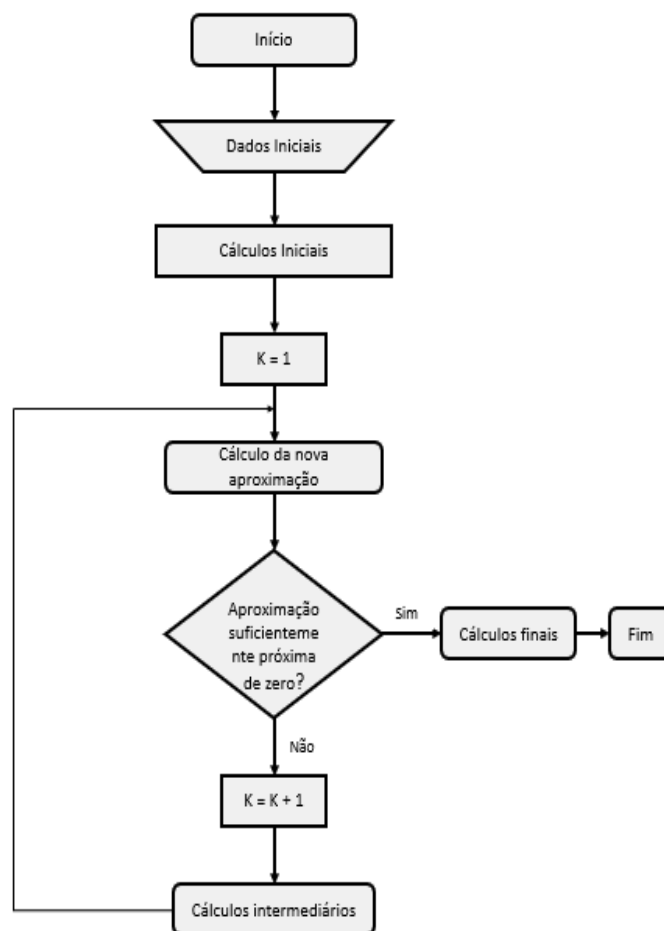 Início
Dados Iniciais
Cálculos Iniciais
K = 1
Cálculo da nova
aproximação
Aproximação
suficienteme
nte próxima
de zero?
Sim
Cálculos finais
Fim
Não
K = K + 1
Cálculos intermediários